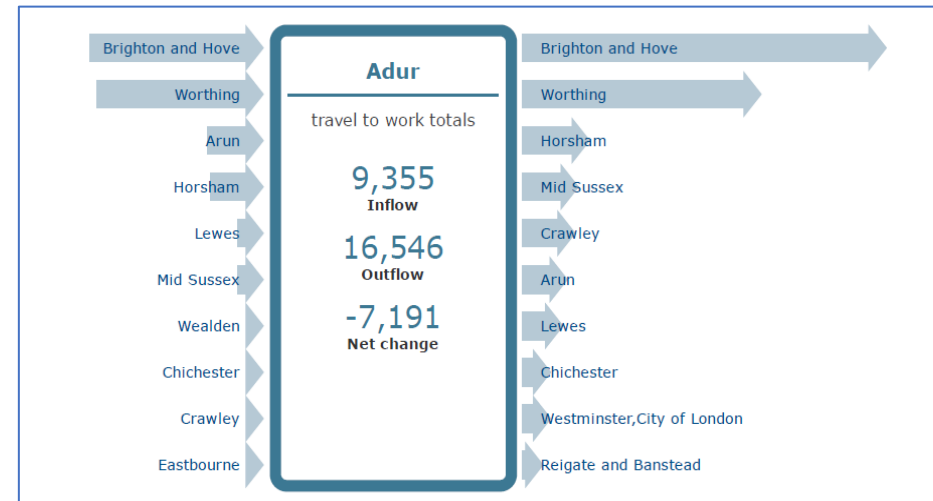 Brighton and Hove
Worthing
Arun
Horsham
Lewes
Mid Sussex
Wealden
Chichester
Crawley
Eastbourne
Adur
travel to work totals
9,355
Inflow
16,546
Outflow
-7,191
Net change
Brighton and Hove
Worthing
Horsham
Mid Sussex
Crawley
Arun
Lewes
Chichester
Westminster,City of London
Reigate and Banstead